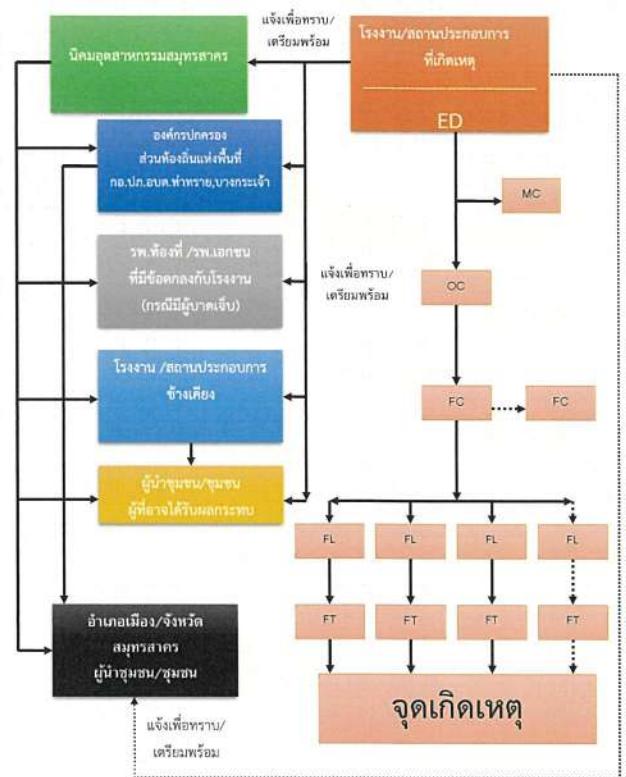 แจ้งเพื่อทราบ/
เตรียมพร้อม
นิคมอุตสาหกรรมสมุทรสาคร
โรงงาน/สถานประกอบการ
ที่เกิดเหตุ
ED
องค์กรปกครอง
ส่วนท้องถิ่นแห่งพื้นที่
กอ.ปภ.อบต.ท่าทราย,บางกระเจ้า
MC
รพ.ท้องที่ /รพ.เอกชน
ที่มีข้อตกลงกับโรงงาน
(กรณีมีผู้บาดเจ็บ)
แจ้งเพื่อทราบ/
เตรียมพร้อม
OC
โรงงาน /สถานประกอบการ
ข้างเคียง
FC
FC
ผู้นำชุมชน/ชุมชน
ผู้ที่อาจได้รับผลกระทบ
FL
FL
FL
FL
FT
FT
FT
FT
อำเภอเมือง/จังหวัด
สมุทรสาคร
ผู้นำชุมชน/ชุมชน
จุดเกิดเหตุ
แจ้งเพื่อทราบ/
เตรียมพร้อม